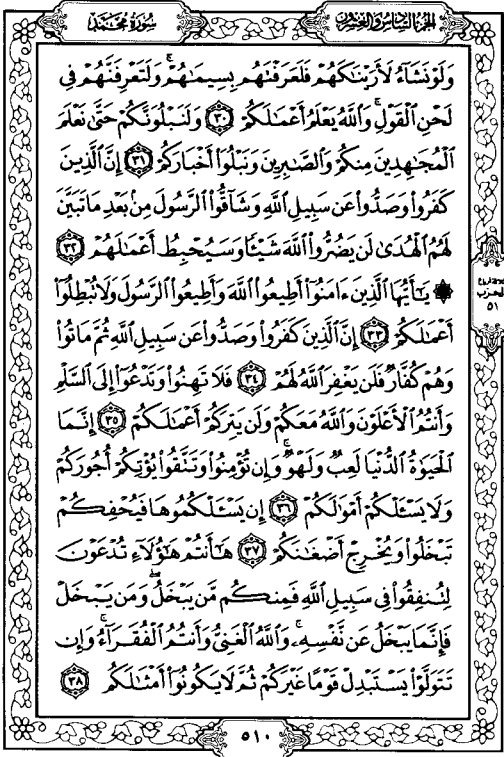 الجزء السادس والعشرون
سورة محمد
وَلَوْ نَشَآءُ لَأَرَيْنَٰكَهُمْ فَلَعَرَفْتَهُم بِسِيمَٰهُمْ ۚ وَلَتَعْرِفَنَّهُمْ فِى
لَحْنِ ٱلْقَوْلِ ۚ وَٱللَّهُ يَعْلَمُ أَعْمَٰلَكُمْ ٣٠ وَلَنَبْلُوَنَّكُمْ حَتَّىٰ نَعْلَمَ
ٱلْمُجَٰهِدِينَ مِنكُمْ وَٱلصَّٰبِرِينَ وَنَبْلُوَا۟ أَخْبَارَكُمْ ٣١ إِنَّ ٱلَّذِينَ
كَفَرُوا۟ وَصَدُّوا۟ عَن سَبِيلِ ٱللَّهِ وَشَآقُّوا۟ ٱلرَّسُولَ مِنۢ بَعْدِ مَا تَبَيَّنَ
لَهُمُ ٱلْهُدَىٰ لَن يَضُرُّوا۟ ٱللَّهَ شَيْـًٔا وَسَيُحْبِطُ أَعْمَٰلَهُمْ ٣٢
۞ يَٰٓأَيُّهَا ٱلَّذِينَ ءَامَنُوٓا۟ أَطِيعُوا۟ ٱللَّهَ وَأَطِيعُوا۟ ٱلرَّسُولَ وَلَا تُبْطِلُوٓا۟
أَعْمَٰلَكُمْ ٣٣ إِنَّ ٱلَّذِينَ كَفَرُوا۟ وَصَدُّوا۟ عَن سَبِيلِ ٱللَّهِ ثُمَّ مَاتُوا۟
وَهُمْ كُفَّارٌ فَلَن يَغْفِرَ ٱللَّهُ لَهُمْ ٣٤ فَلَا تَهِنُوا۟ وَتَدْعُوٓا۟ إِلَى ٱلسَّلْمِ
وَأَنتُمُ ٱلْأَعْلَوْنَ وَٱللَّهُ مَعَكُمْ وَلَن يَتِرَكُمْ أَعْمَٰلَكُمْ ٣٥ إِنَّمَا
ٱلْحَيَوٰةُ ٱلدُّنْيَا لَعِبٌ وَلَهْوٌ ۚ وَإِن تُؤْمِنُوا۟ وَتَتَّقُوا۟ يُؤْتِكُمْ أُجُورَكُمْ
وَلَا يَسْـَٔلْكُمْ أَمْوَٰلَكُمْ ٣٦ إِن يَسْـَٔلْكُمُوهَا فَيُحْفِكُمْ
تَبْخَلُوا۟ وَيُخْرِجْ أَضْغَٰنَكُمْ ٣٧ هَٰٓأَنتُمْ هَٰٓؤُلَآءِ تُدْعَوْنَ
لِتُنفِقُوا۟ فِى سَبِيلِ ٱللَّهِ فَمِنكُم مَّن يَبْخَلُ ۖ وَمَن يَبْخَلْ
فَإِنَّمَا يَبْخَلُ عَن نَّفْسِهِۦ ۚ وَٱللَّهُ ٱلْغَنِىُّ وَأَنتُمُ ٱلْفُقَرَآءُ ۚ وَإِن
تَتَوَلَّوْا۟ يَسْتَبْدِلْ قَوْمًا غَيْرَكُمْ ثُمَّ لَا يَكُونُوٓا۟ أَمْثَٰلَكُم ٣٨
الحزب
٥١
٥١٠